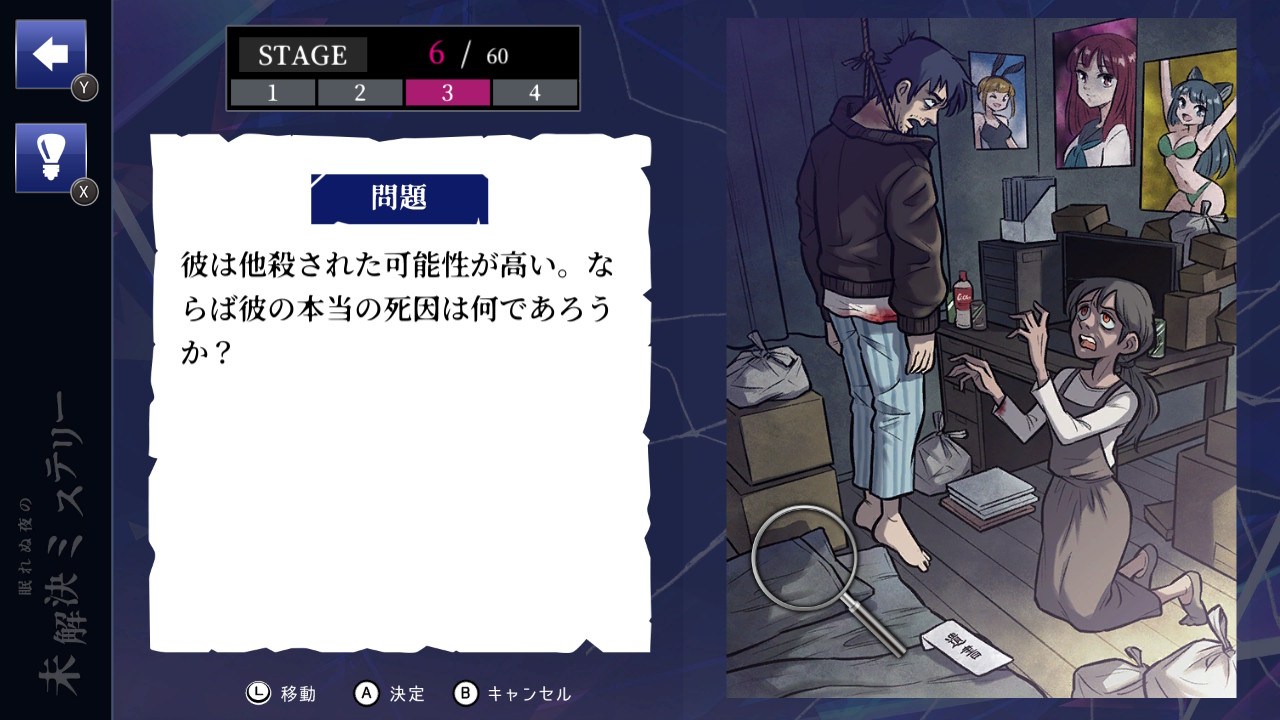 Y
X
STAGE 6 / 60
1 2 3 4
問題
彼は他殺された可能性が高い。な
らば彼の本当の死因は何であろう
か？
遺書
眠れぬ夜の
未解決ミステリー
L 移動 A 決定 B キャンセル